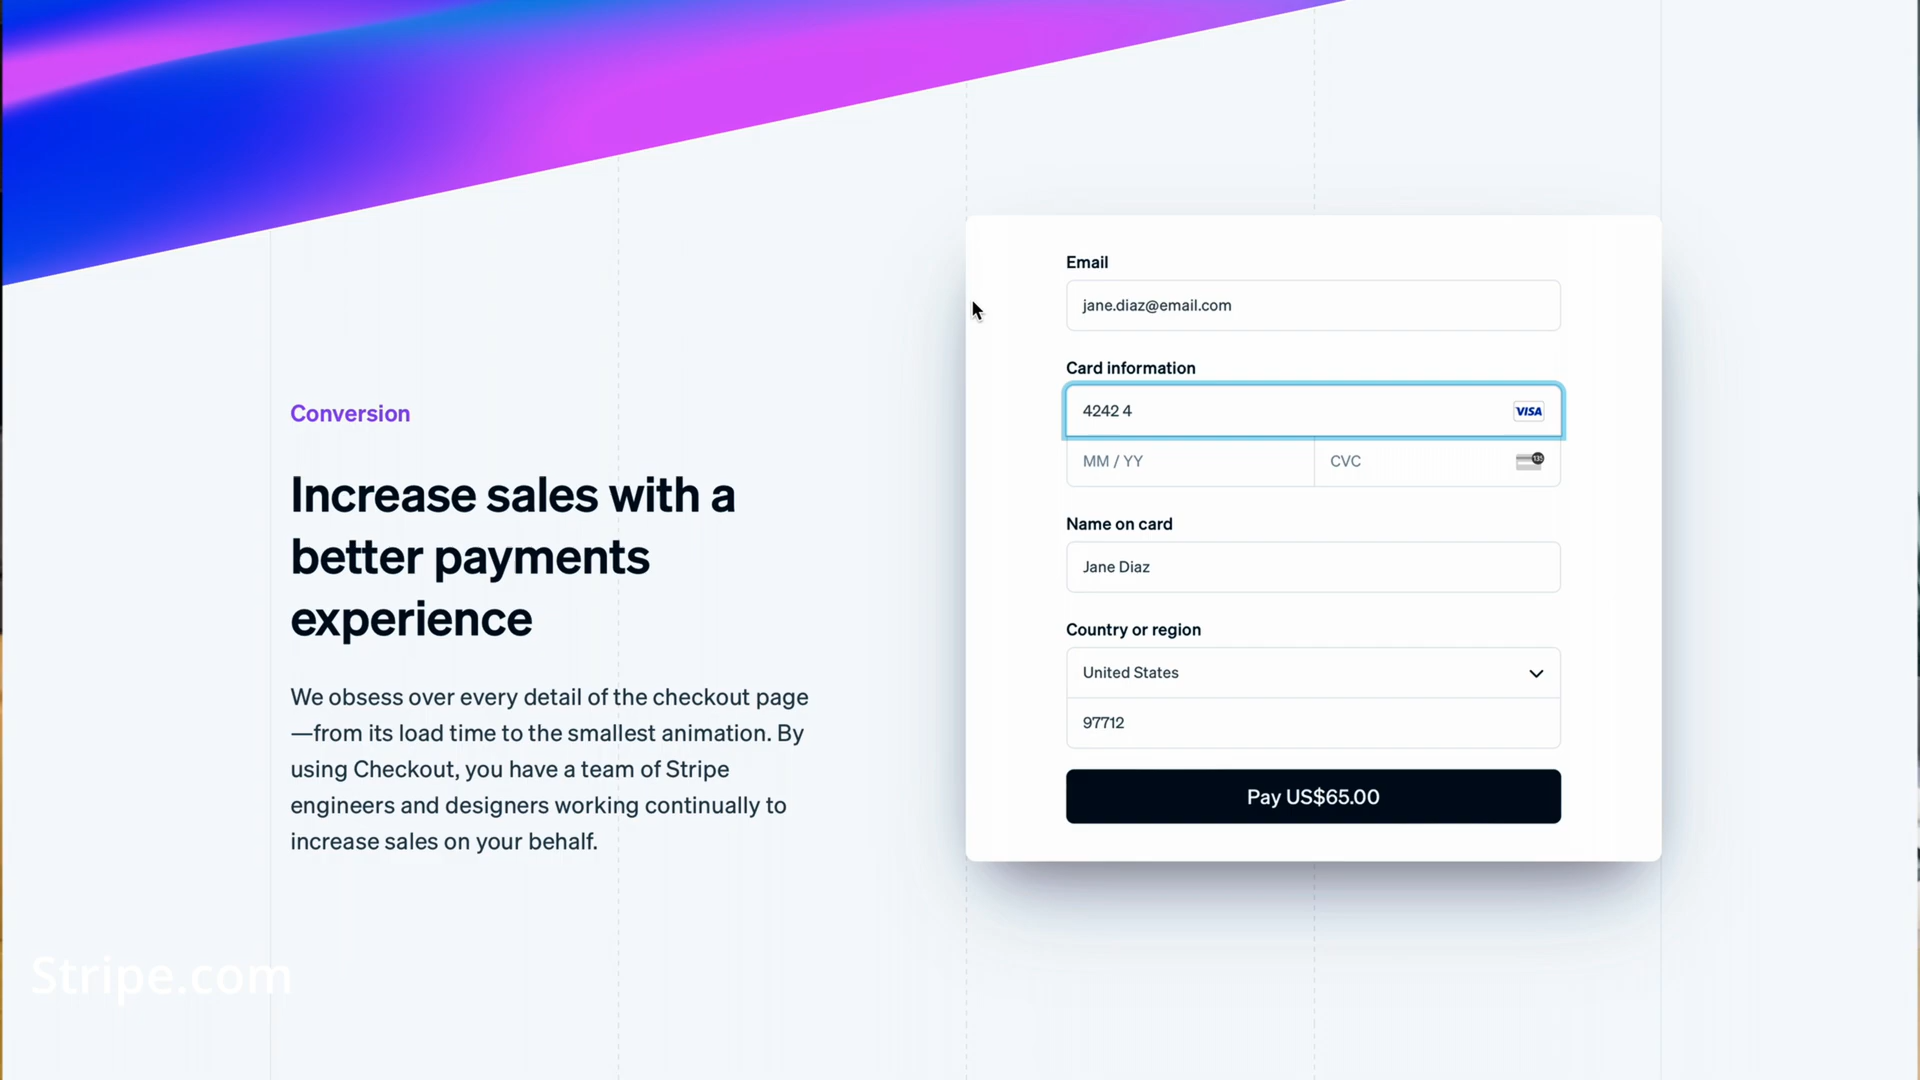 Conversion
Increase sales with a
better payments
experience
We obsess over every detail of the checkout page
—from its load time to the smallest animation. By
using Checkout, you have a team of Stripe
engineers and designers working continually to
increase sales on your behalf.
Email
jane.diaz@email.com
Card information
4242 4
VISA
MM / YY
CVC
135
Name on card
Jane Diaz
Country or region
United States
97712
Pay US$65.00
Stripe.com